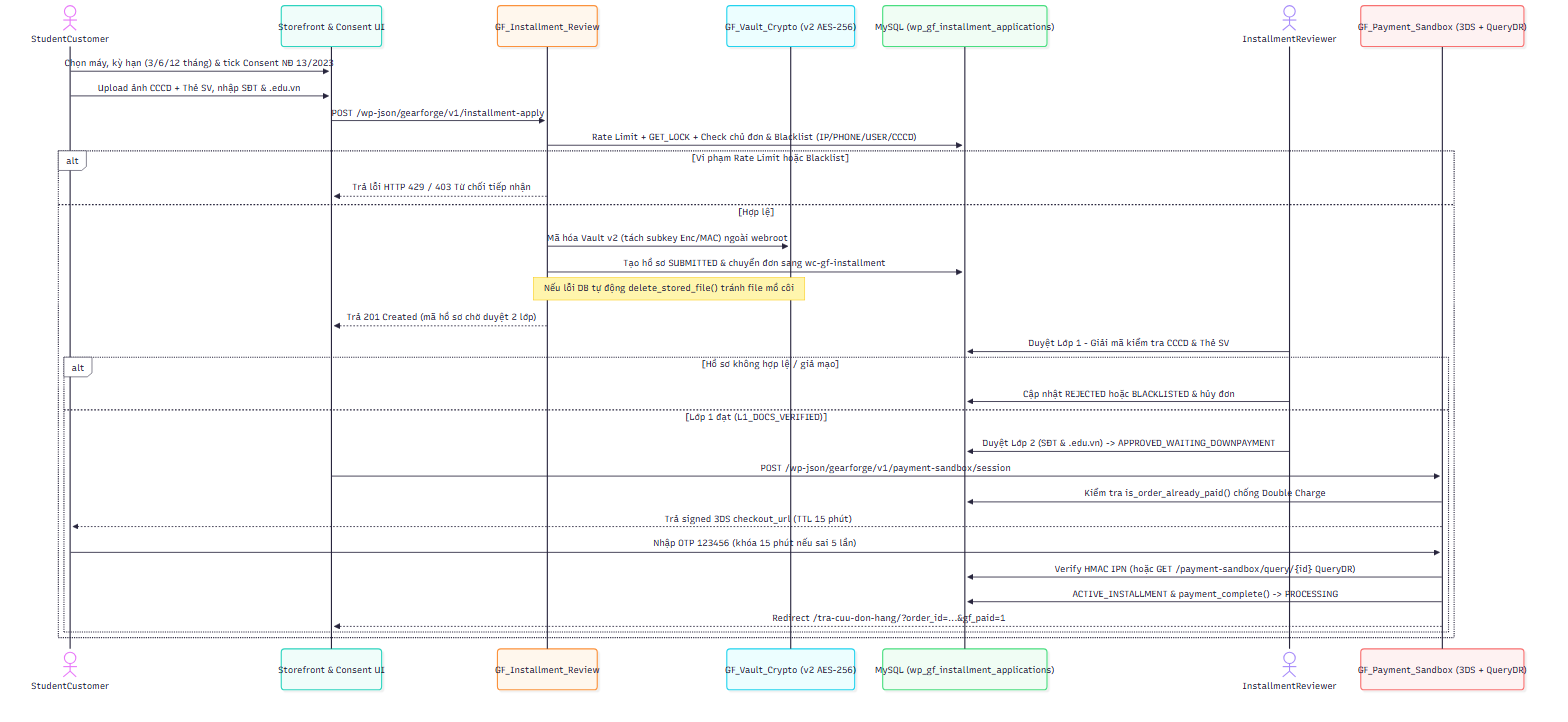 StudentCustomer
Storefront & Consent UI
GF_Installment_Review
GF_Vault_Crypto (v2 AES-256)
MySQL (wp_gf_installment_applications)
InstallmentReviewer
GF_Payment_Sandbox (3DS + QueryDR)
Chọn máy, kỳ hạn (3/6/12 tháng) & tick Consent NĐ 13/2023
Upload ảnh CCCD + Thẻ SV, nhập SĐT & .edu.vn
POST /wp-json/gearforge/v1/installment-apply
Rate Limit + GET_LOCK + Check chủ đơn & Blacklist (IP/PHONE/USER/CCCD)
alt
[Vi phạm Rate Limit hoặc Blacklist]
Trả lỗi HTTP 429 / 403 Từ chối tiếp nhận
[Hợp lệ]
Mã hóa Vault v2 (tách subkey Enc/MAC) ngoài webroot
Tạo hồ sơ SUBMITTED & chuyển đơn sang wc-gf-installment
Nếu lỗi DB tự động delete_stored_file() tránh file mồ côi
Trả 201 Created (mã hồ sơ chờ duyệt 2 lớp)
Duyệt Lớp 1 - Giải mã kiểm tra CCCD & Thẻ SV
alt
[Hồ sơ không hợp lệ / giả mạo]
Cập nhật REJECTED hoặc BLACKLISTED & hủy đơn
[Lớp 1 đạt (L1_DOCS_VERIFIED)]
Duyệt Lớp 2 (SĐT & .edu.vn) -> APPROVED_WAITING_DOWNPAYMENT
POST /wp-json/gearforge/v1/payment-sandbox/session
Kiểm tra is_order_already_paid() chống Double Charge
Trả signed 3DS checkout_url (TTL 15 phút)
Nhập OTP 123456 (khóa 15 phút nếu sai 5 lần)
Verify HMAC IPN (hoặc GET /payment-sandbox/query/{id} QueryDR)
ACTIVE_INSTALLMENT & payment_complete() -> PROCESSING
Redirect /tra-cuu-don-hang/?order_id=...&gf_paid=1
StudentCustomer
Storefront & Consent UI
GF_Installment_Review
GF_Vault_Crypto (v2 AES-256)
MySQL (wp_gf_installment_applications)
InstallmentReviewer
GF_Payment_Sandbox (3DS + QueryDR)